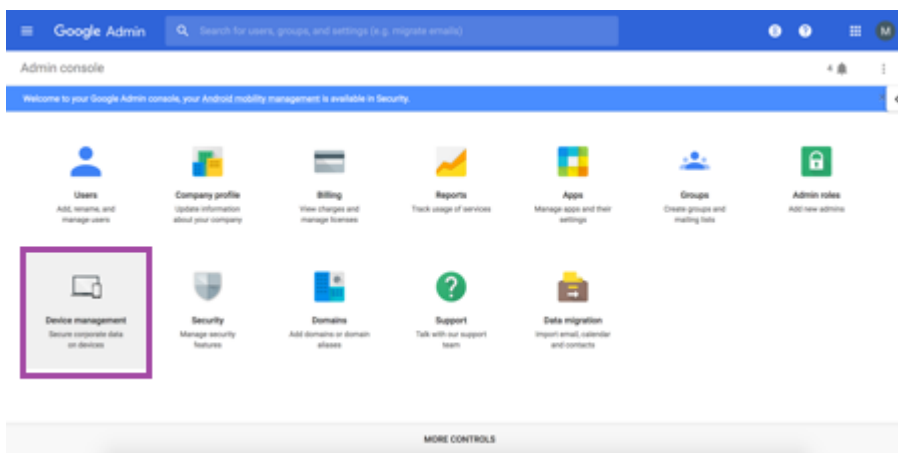 Google Admin
Search for users, groups, and settings (e.g. migrate emails)
M
Admin console
4
Welcome to your Google Admin console, your Android mobility management is available in Security.
Users
Add, rename, and
manage users
Company profile
Update information
about your company
Billing
View charges and
manage licenses
Reports
Track usage of services
Apps
Manage apps and their
settings
Groups
Create groups and
mailing lists
Admin roles
Add new admins
Device management
Secure corporate data
on devices
Security
Manage security
features
Domains
Add domains or domain
aliases
Support
Talk with our support
team
Data migration
Import email, calendar
and contacts
MORE CONTROLS